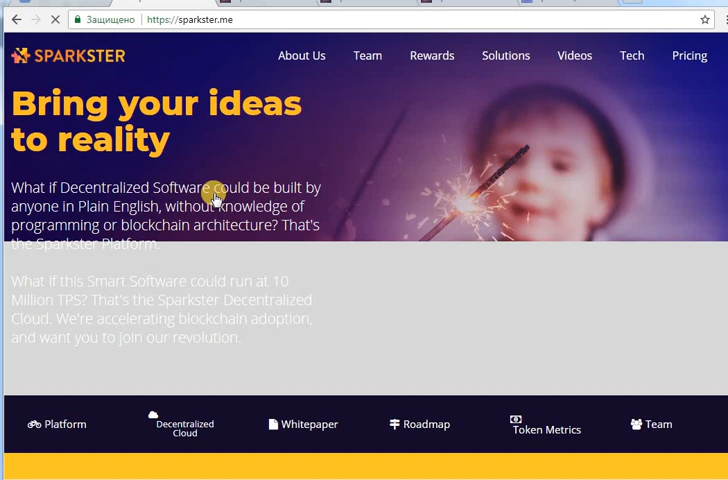 Защищено https://sparkster.me
SPARKSTER
About Us
Team
Rewards
Solutions
Videos
Tech
Pricing
Bring your ideas
to reality
What if Decentralized Software could be built by
anyone in Plain English, without knowledge of
programming or blockchain architecture? That's
the Sparkster Platform.
What if this Smart Software could run at 10
Million TPS? That's the Sparkster Decentralized
Cloud. We're accelerating blockchain adoption,
and want you to join our revolution.
Platform
Decentralized
Cloud
Whitepaper
Roadmap
Token Metrics
Team